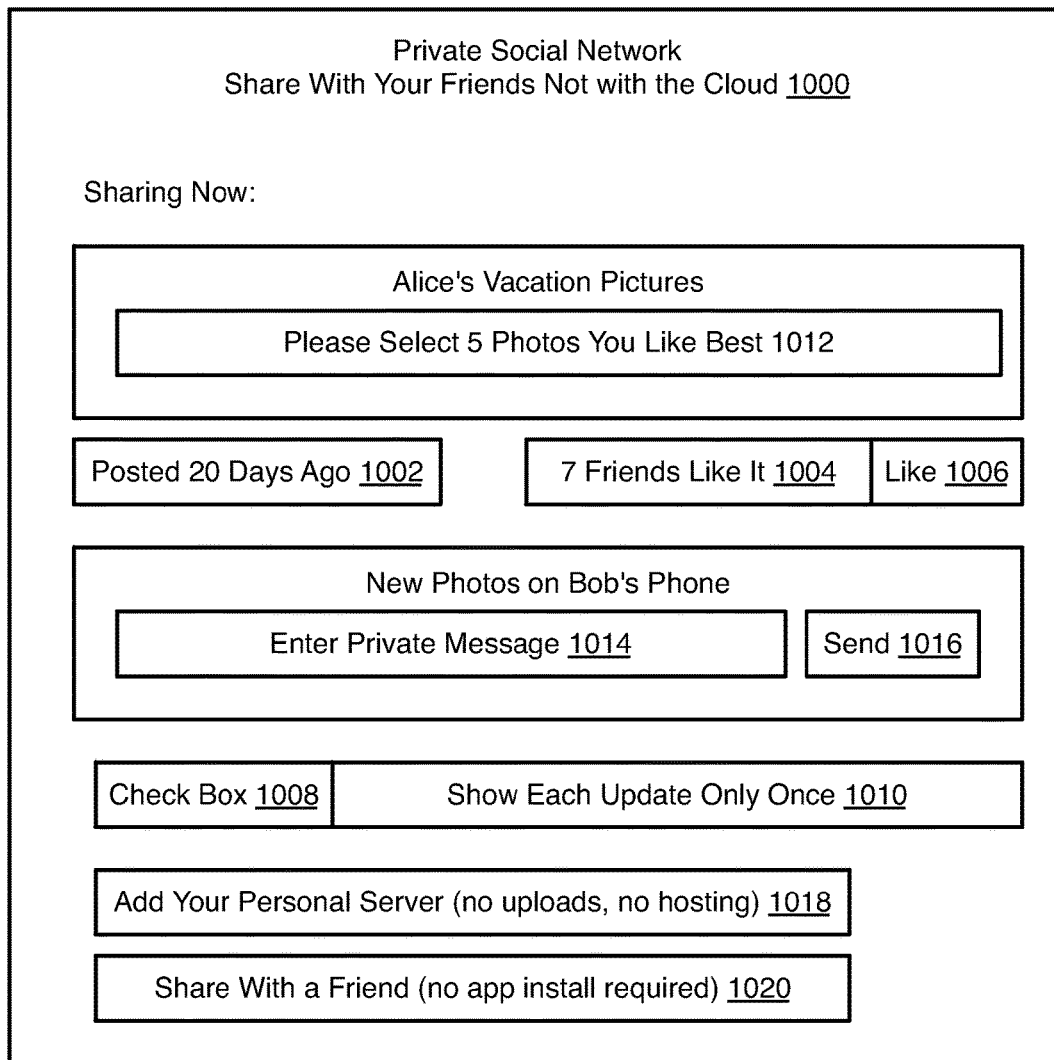 Private Social Network
Share With Your Friends Not with the Cloud 1000
Sharing Now:
Alice's Vacation Pictures
Please Select 5 Photos You Like Best 1012
Posted 20 Days Ago 1002
7 Friends Like It 1004
Like 1006
New Photos on Bob's Phone
Enter Private Message 1014
Send 1016
Check Box 1008
Show Each Update Only Once 1010
Add Your Personal Server (no uploads, no hosting) 1018
Share With a Friend (no app install required) 1020